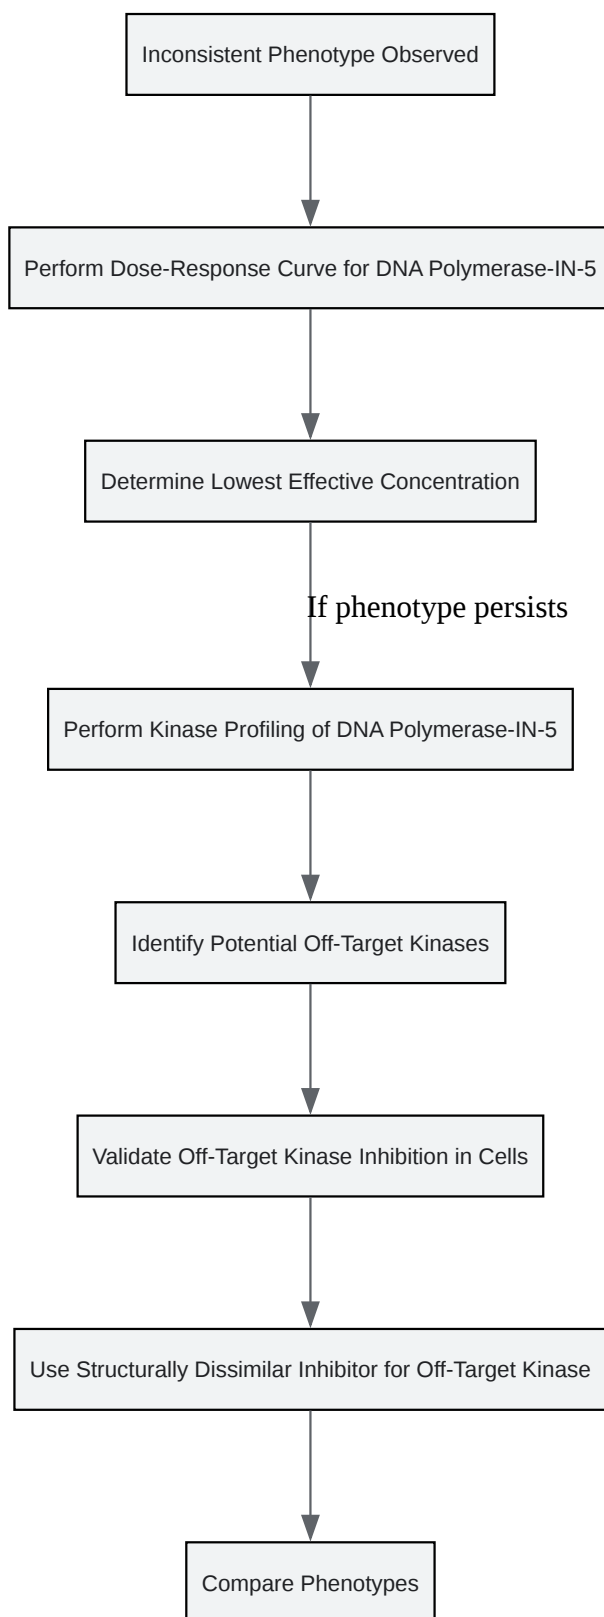 Inconsistent Phenotype Observed
Perform Dose-Response Curve for DNA Polymerase-IN-5
Determine Lowest Effective Concentration
If phenotype persists
Perform Kinase Profiling of DNA Polymerase-IN-5
Identify Potential Off-Target Kinases
Validate Off-Target Kinase Inhibition in Cells
Use Structurally Dissimilar Inhibitor for Off-Target Kinase
Compare Phenotypes